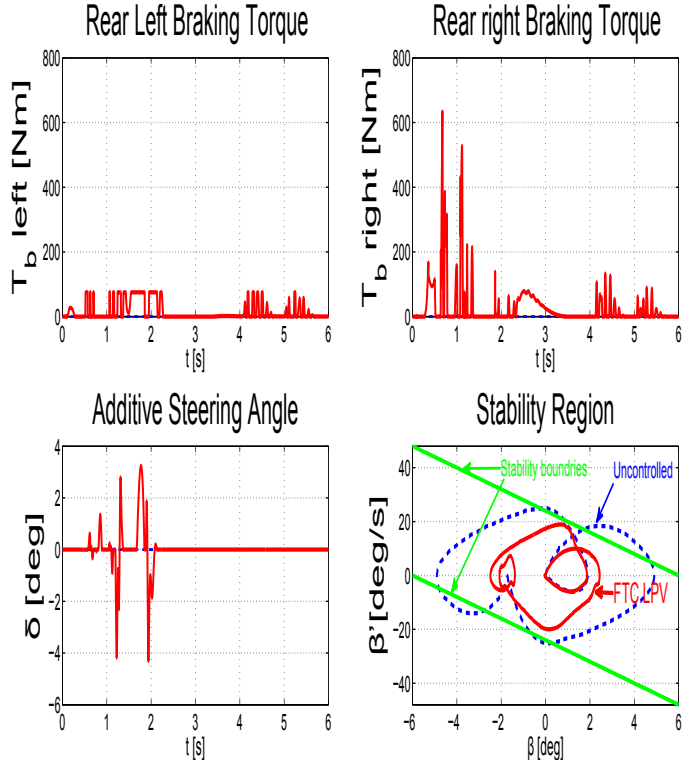 Rear Left Braking Torque
T_b left [Nm]
800
600
400
200
0
0 1 2 3 4 5 6
t [s]
Rear right Braking Torque
T_b right [Nm]
800
600
400
200
0
0 1 2 3 4 5 6
t [s]
Additive Steering Angle
δ [deg]
4
2
0
−2
−4
−6
0 1 2 3 4 5 6
t [s]
Stability Region
β'[deg/s]
40
20
0
−20
−40
Stability boundries
Uncontrolled
FTC LPV
−6 −4 −2 0 2 4 6
β [deg]